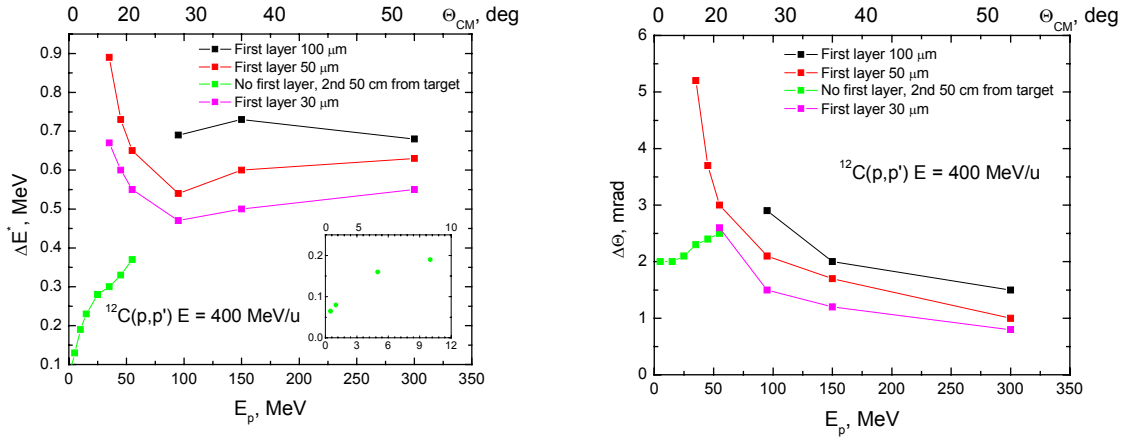 0 10 20 30 40 50 Θ_CM, deg
0.9
0.8
0.7
0.6
0.5
0.4
0.3
0.2
0.1
ΔE*, MeV
First layer 100 μm
First layer 50 μm
No first layer, 2nd 50 cm from target
First layer 30 μm
¹²C(p,p') E = 400 MeV/u
0 5 10
0.2
0.1
0.0
0 3 6 9 12
0 50 100 150 200 250 300 350
E_p, MeV
0 10 20 30 40 50 Θ_CM, deg
6
5
4
3
2
1
0
ΔΘ, mrad
First layer 100 μm
First layer 50 μm
No first layer, 2nd 50 cm from target
First layer 30 μm
¹²C(p,p') E = 400 MeV/u
0 50 100 150 200 250 300 350
E_p, MeV